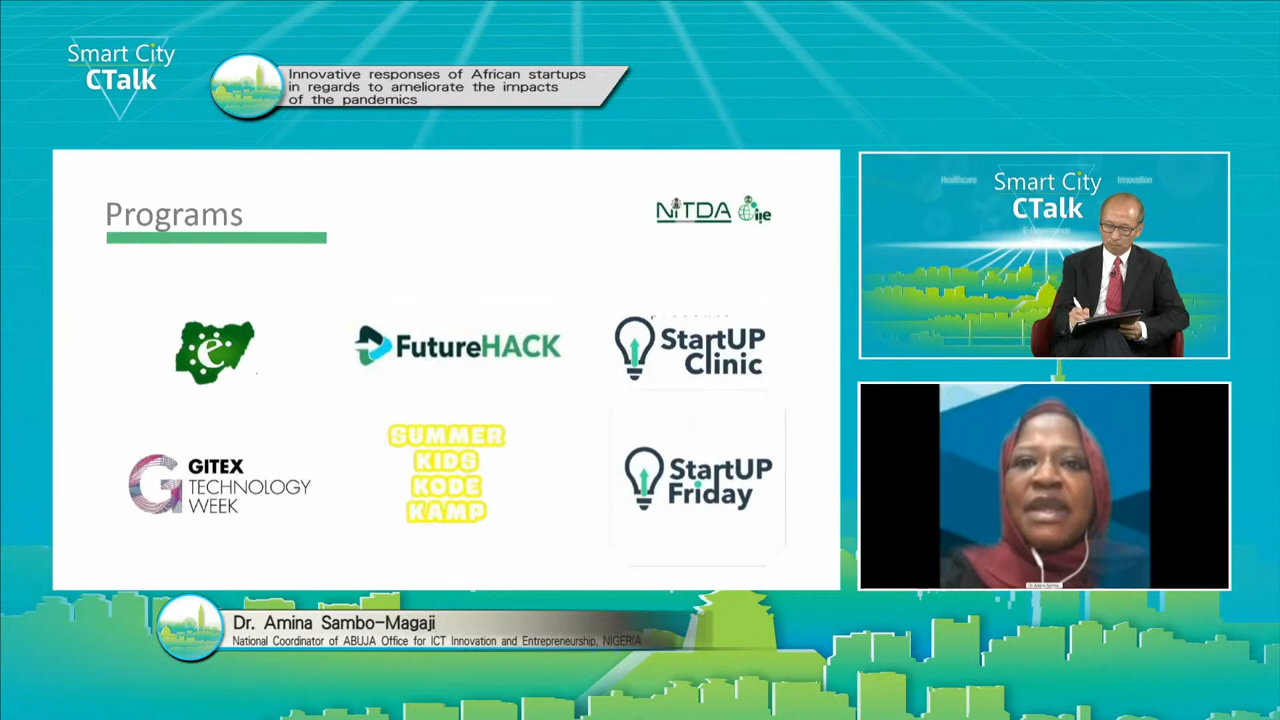 Smart City
CTalk
Innovative responses of African startups
in regards to ameliorate the impacts
of the pandemics
Programs
NiTDA
iie
e
FutureHACK
StartUP
Clinic
GITEX
TECHNOLOGY
WEEK
SUMMER
KIDS
KODE
KAMP
StartUP
Friday
Healthcare
Smart City
CTalk
Innovation
E-Governance
Dr. Amina Sambo-Magaji
National Coordinator of ABUJA Office for ICT Innovation and Entrepreneurship, NIGERIA